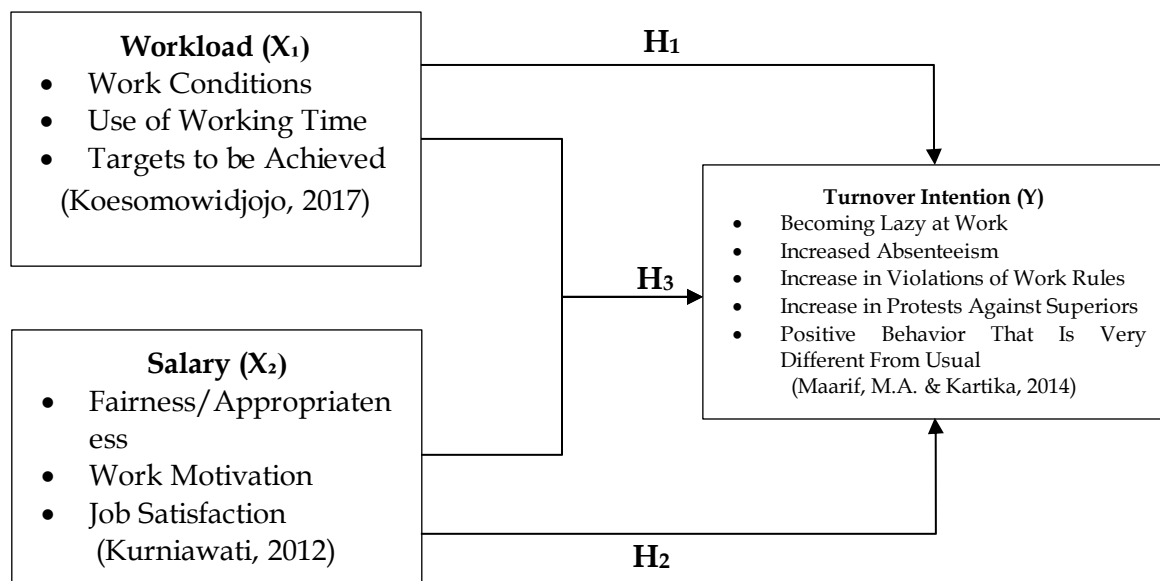 Workload (X₁)
• Work Conditions
• Use of Working Time
• Targets to be Achieved
(Koesomowidjojo, 2017)
H₁
Turnover Intention (Y)
• Becoming Lazy at Work
• Increased Absenteeism
• Increase in Violations of Work Rules
• Increase in Protests Against Superiors
• Positive Behavior That Is Very
Different From Usual
(Maarif, M.A. & Kartika, 2014)
H₃
Salary (X₂)
• Fairness/Appropriaten
ess
• Work Motivation
• Job Satisfaction
(Kurniawati, 2012)
H₂